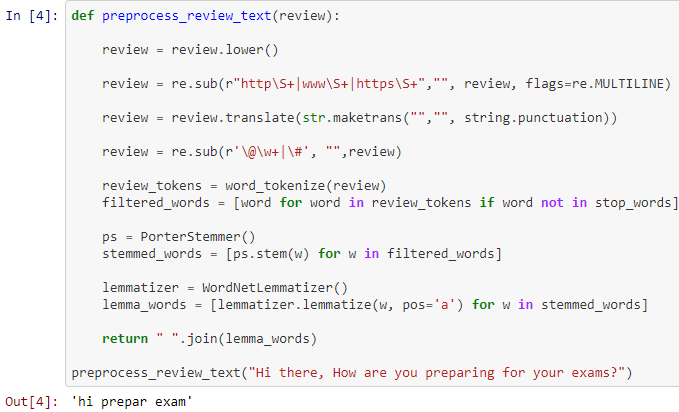 In [4]: def preprocess_review_text(review):
review = review.lower()
review = re.sub(r"http\S+|www\S+|https\S+","", review, flags=re.MULTILINE)
review = review.translate(str.maketrans("","", string.punctuation))
review = re.sub(r'\@\w+|\#', "",review)
review_tokens = word_tokenize(review)
filtered_words = [word for word in review_tokens if word not in stop_words]
ps = PorterStemmer()
stemmed_words = [ps.stem(w) for w in filtered_words]
lemmatizer = WordNetLemmatizer()
lemma_words = [lemmatizer.lemmatize(w, pos='a') for w in stemmed_words]
return " ".join(lemma_words)
preprocess_review_text("Hi there, How are you preparing for your exams?")
Out[4]: 'hi prepar exam'